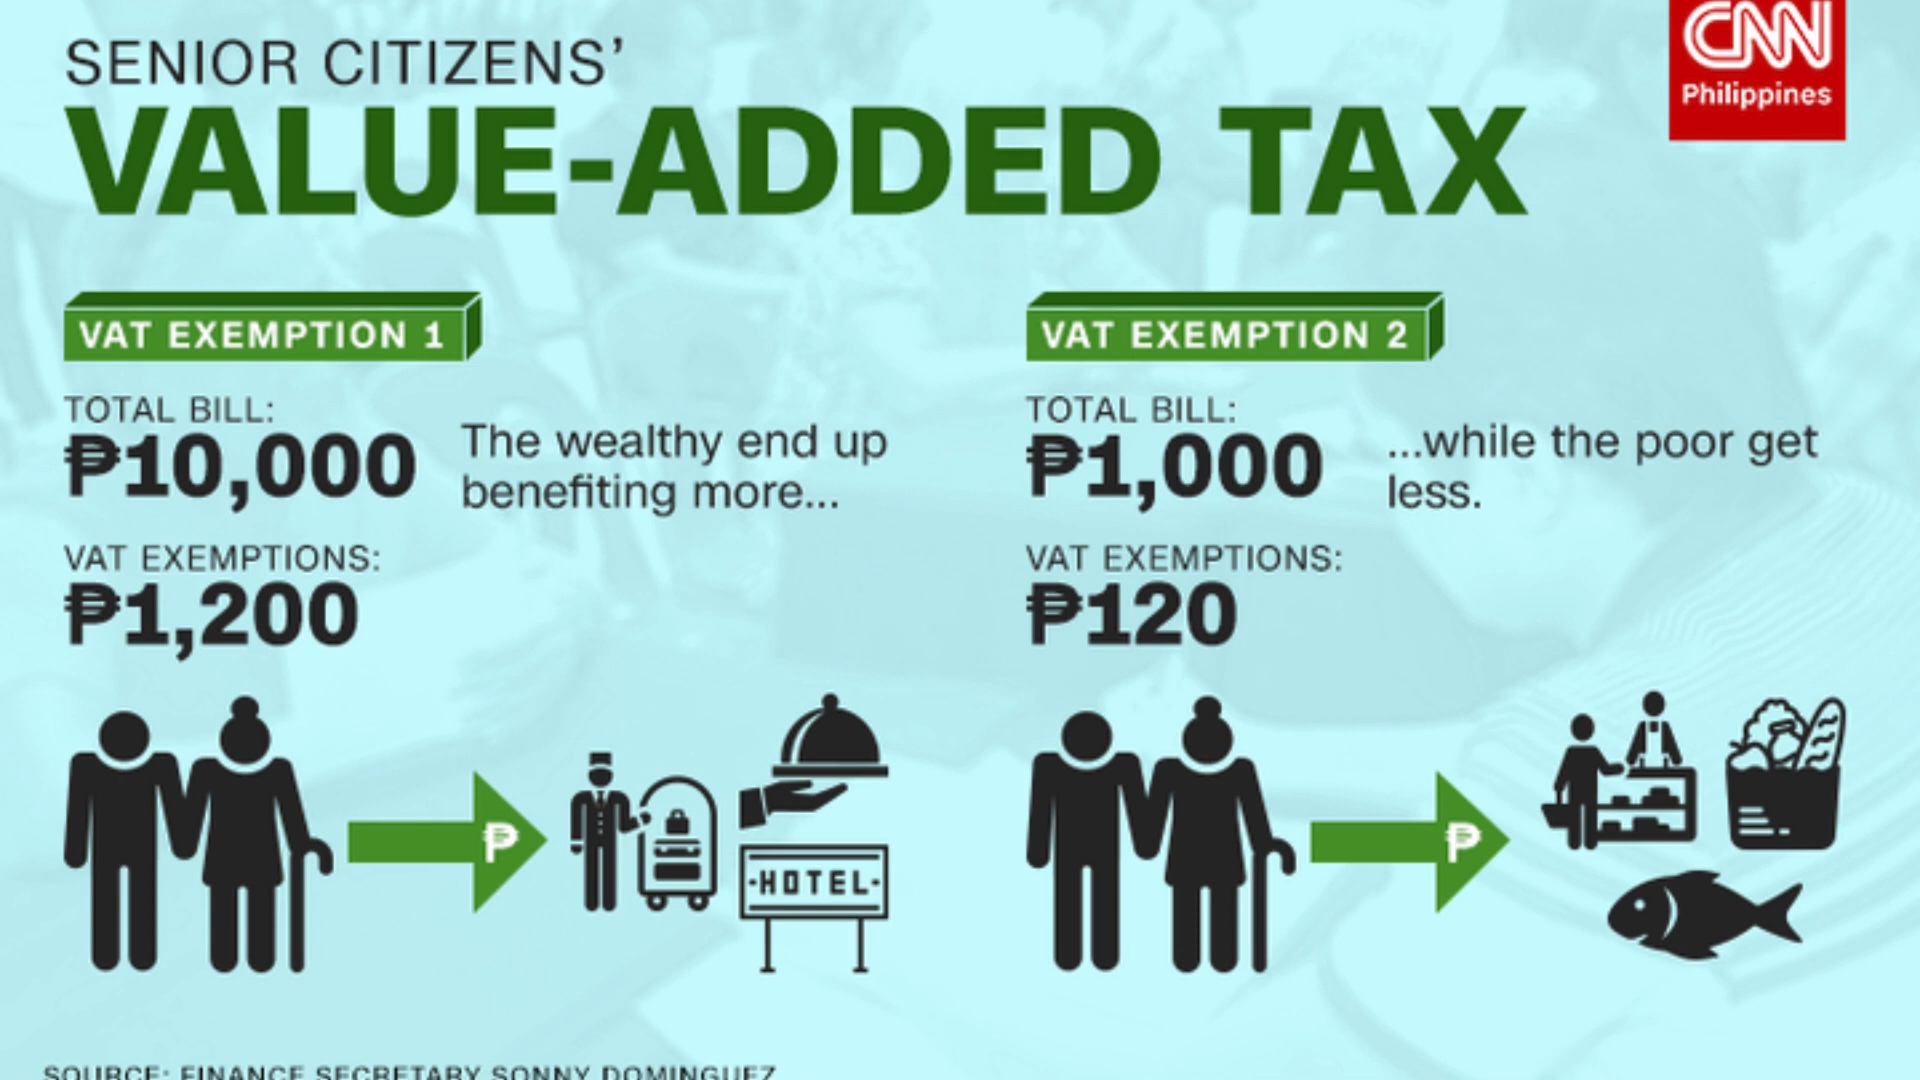 SENIOR CITIZENS’
VALUE-ADDED TAX
CNN
Philippines
VAT EXEMPTION 1
TOTAL BILL:
₱10,000
The wealthy end up
benefiting more...
VAT EXEMPTIONS:
₱1,200
₱
HOTEL
VAT EXEMPTION 2
TOTAL BILL:
₱1,000
...while the poor get
less.
VAT EXEMPTIONS:
₱120
₱
SOURCE: FINANCE SECRETARY SONNY DOMINGUEZ